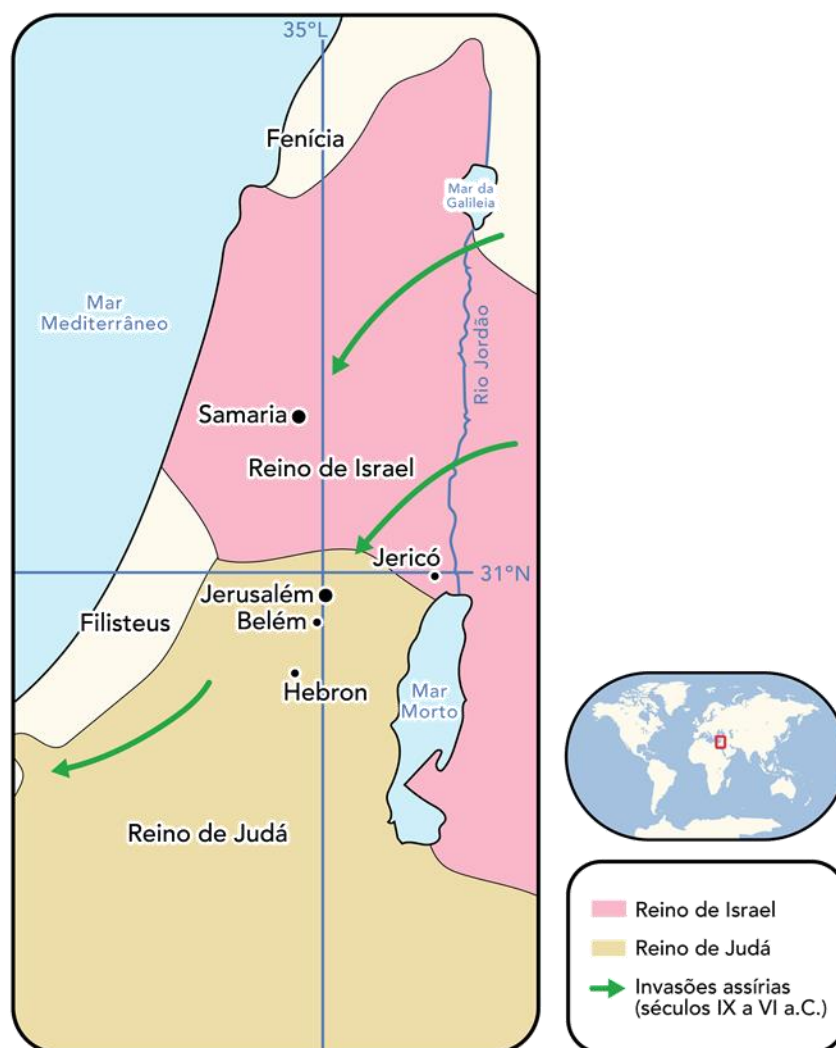 35°L
Fenícia
Mar da
Galileia
Mar
Mediterrâneo
Rio Jordão
Samaria
Reino de Israel
Jericó
31°N
Jerusalém
Belém
Filisteus
Hebron
Mar
Morto
Reino de Judá
Reino de Israel
Reino de Judá
Invasões assírias
(séculos IX a VI a.C.)